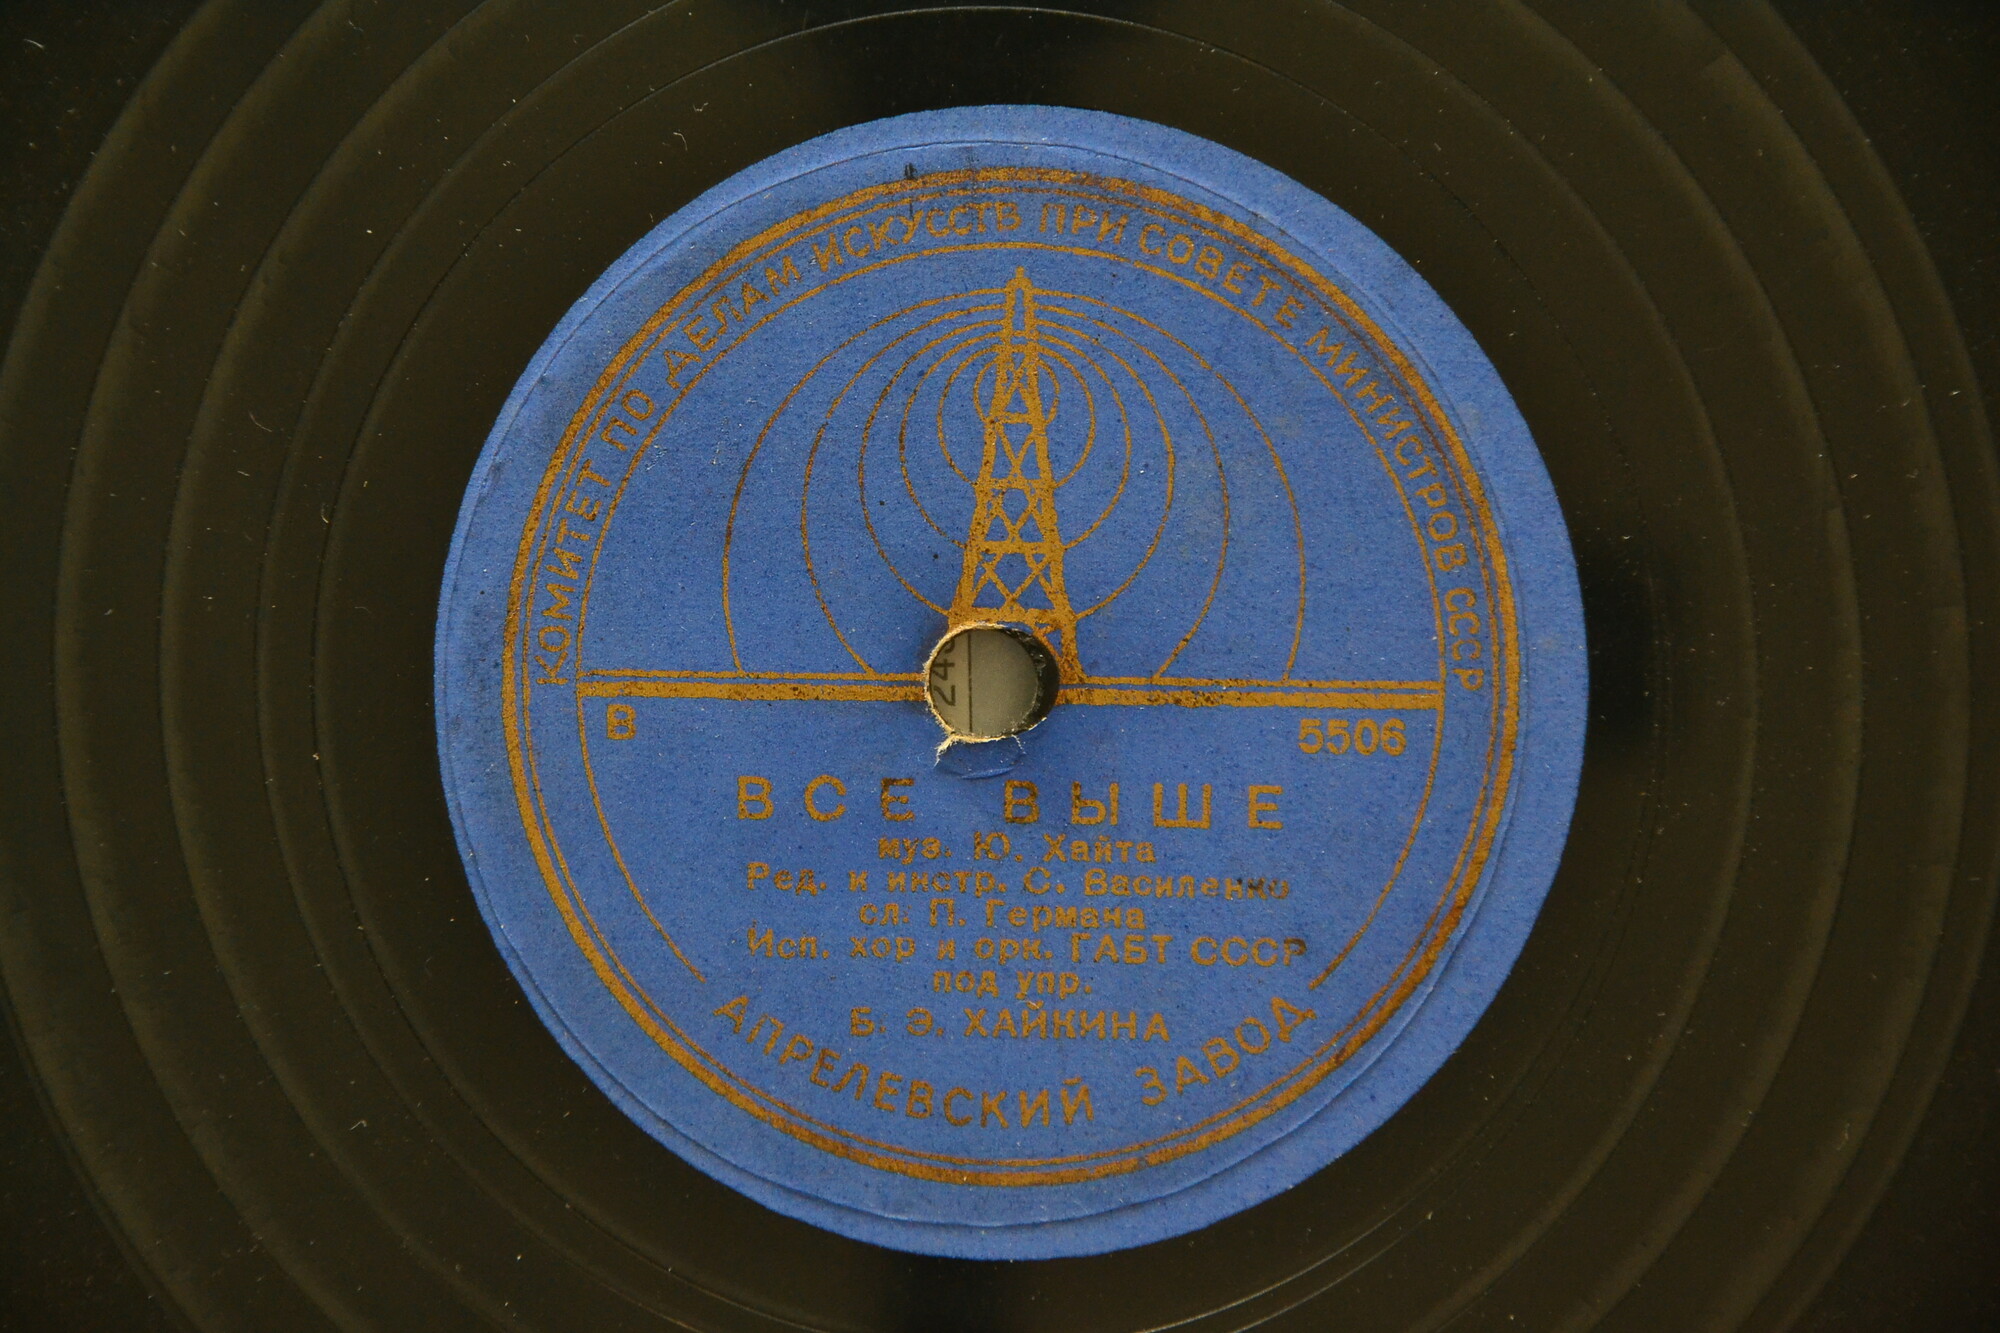 КОМИТЕТ ПО ДЕЛАМ ИСКУССТВ ПРИ СОВЕТЕ МИНИСТРОВ СССР
В 5506
ВСЕ ВЫШЕ
муз. Ю. Хайта
Ред. и инстр. С. Василенко
сл. П. Германа
Исп. хор и орк. ГАБТ СССР
под упр.
Б. Э. ХАЙКИНА
АПРЕЛЕВСКИЙ ЗАВОД